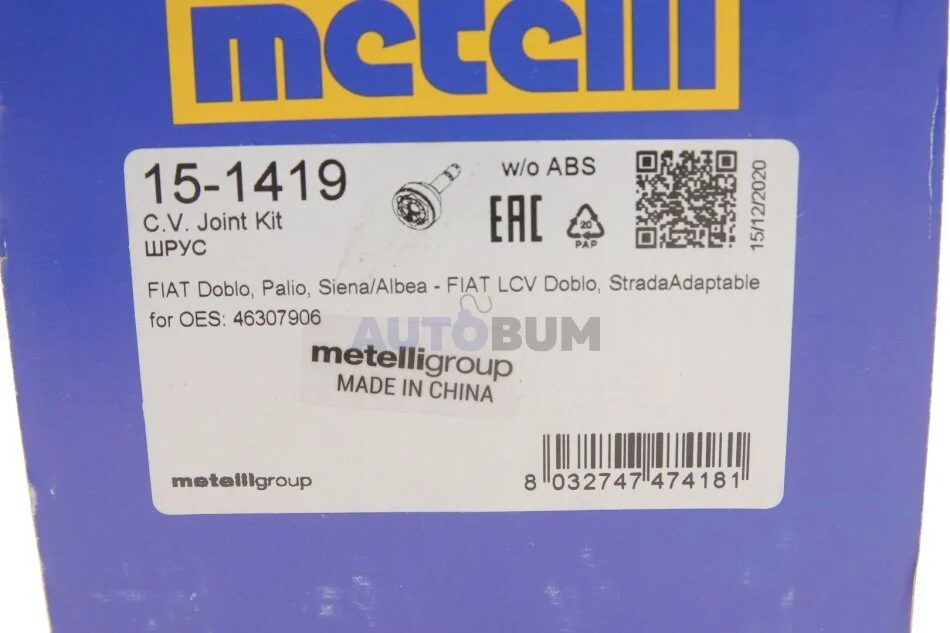 metelli
15-1419
w/o ABS
C.V. Joint Kit
ШРУС
EAC
20
PAP
15/12/2020
FIAT Doblo, Palio, Siena/Albea - FIAT LCV Doblo, StradaAdaptable
for OES: 46307906
AUTOBUM
metelligroup
MADE IN CHINA
metelligroup
8 032747 474181